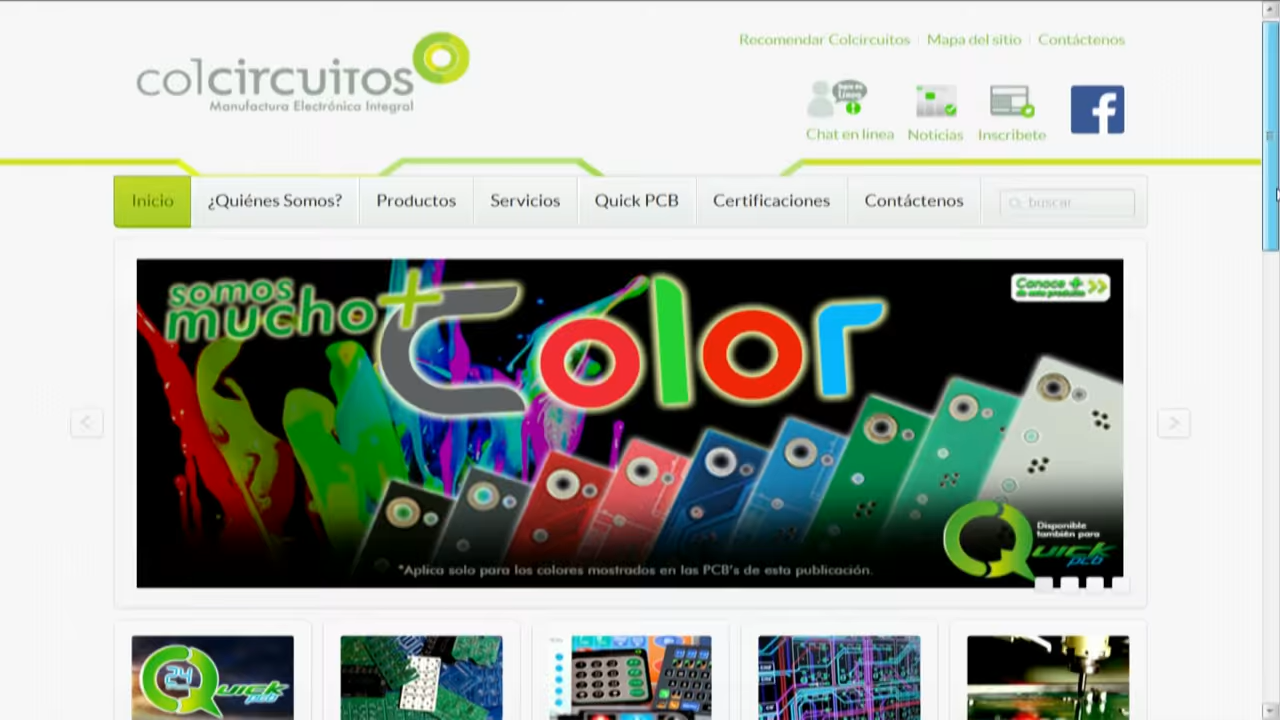 Recomendar Colcircuitos
Mapa del sitio
Contáctenos
colcircuitos
Manufactura Electrónica Integral
Chat en línea
Noticias
Inscribete
Inicio
¿Quiénes Somos?
Productos
Servicios
Quick PCB
Certificaciones
Contáctenos
buscar
somos
mucho+
Color
Conoce +
de este producto
Disponible
también para
Quick
pcb
*Aplica solo para los colores mostrados en las PCB's de esta publicación.
24
Quick
pcb